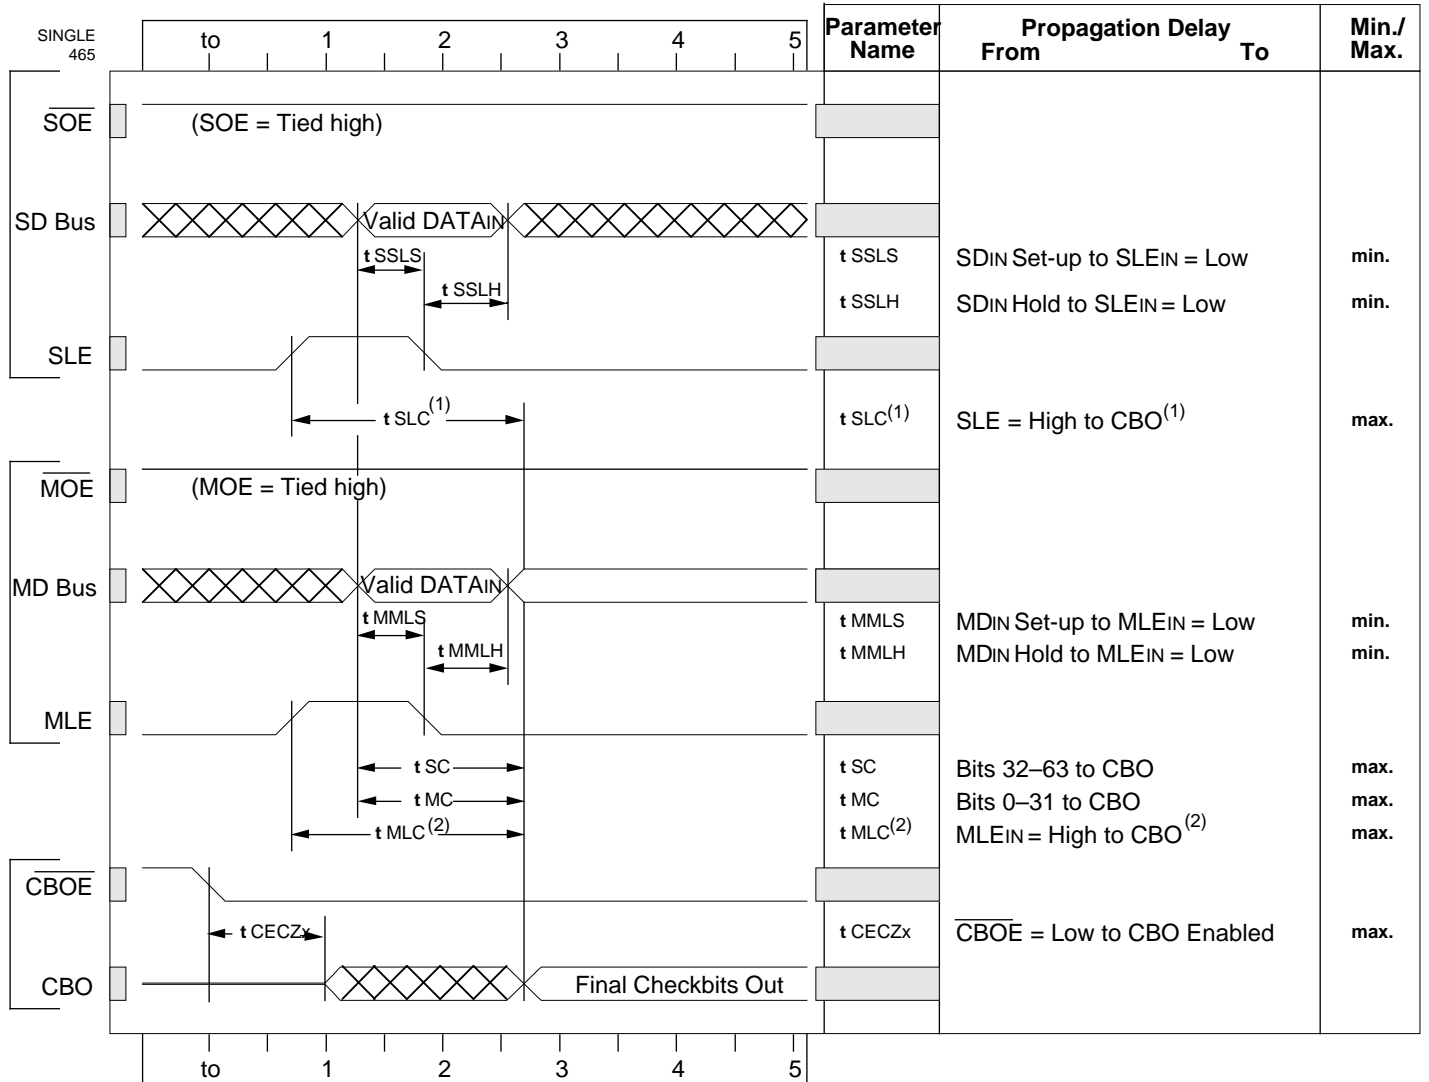 SINGLE
465
to 1 2 3 4 5
Parameter
Name
Propagation Delay
From To
Min./
Max.
SOE
(SOE = Tied high)
SD Bus
Valid DATAIN
t SSLS
t SSLS SDIN Set-up to SLEIN = Low min.
t SSLH
t SSLH SDIN Hold to SLEIN = Low min.
SLE
t SLC(1)
t SLC(1) SLE = High to CBO(1) max.
MOE
(MOE = Tied high)
MD Bus
Valid DATAIN
t MMLS
t MMLS MDIN Set-up to MLEIN = Low min.
t MMLH
t MMLH MDIN Hold to MLEIN = Low min.
MLE
t SC
t SC Bits 32–63 to CBO max.
t MC
t MC Bits 0–31 to CBO max.
t MLC(2)
t MLC(2) MLEIN = High to CBO(2) max.
CBOE
t CECZx
t CECZx CBOE = Low to CBO Enabled max.
CBO
Final Checkbits Out
to 1 2 3 4 5